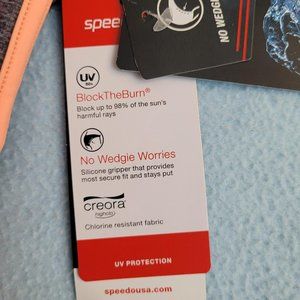 speedo
NO WEDGIE
UV
BlockTheBurn®
Block up to 98% of the sun's
harmful rays
No Wedgie Worries
Silicone gripper that provides
most secure fit and stays put
creora
highclo
Chlorine resistant fabric
UV PROTECTION
speedousa.com